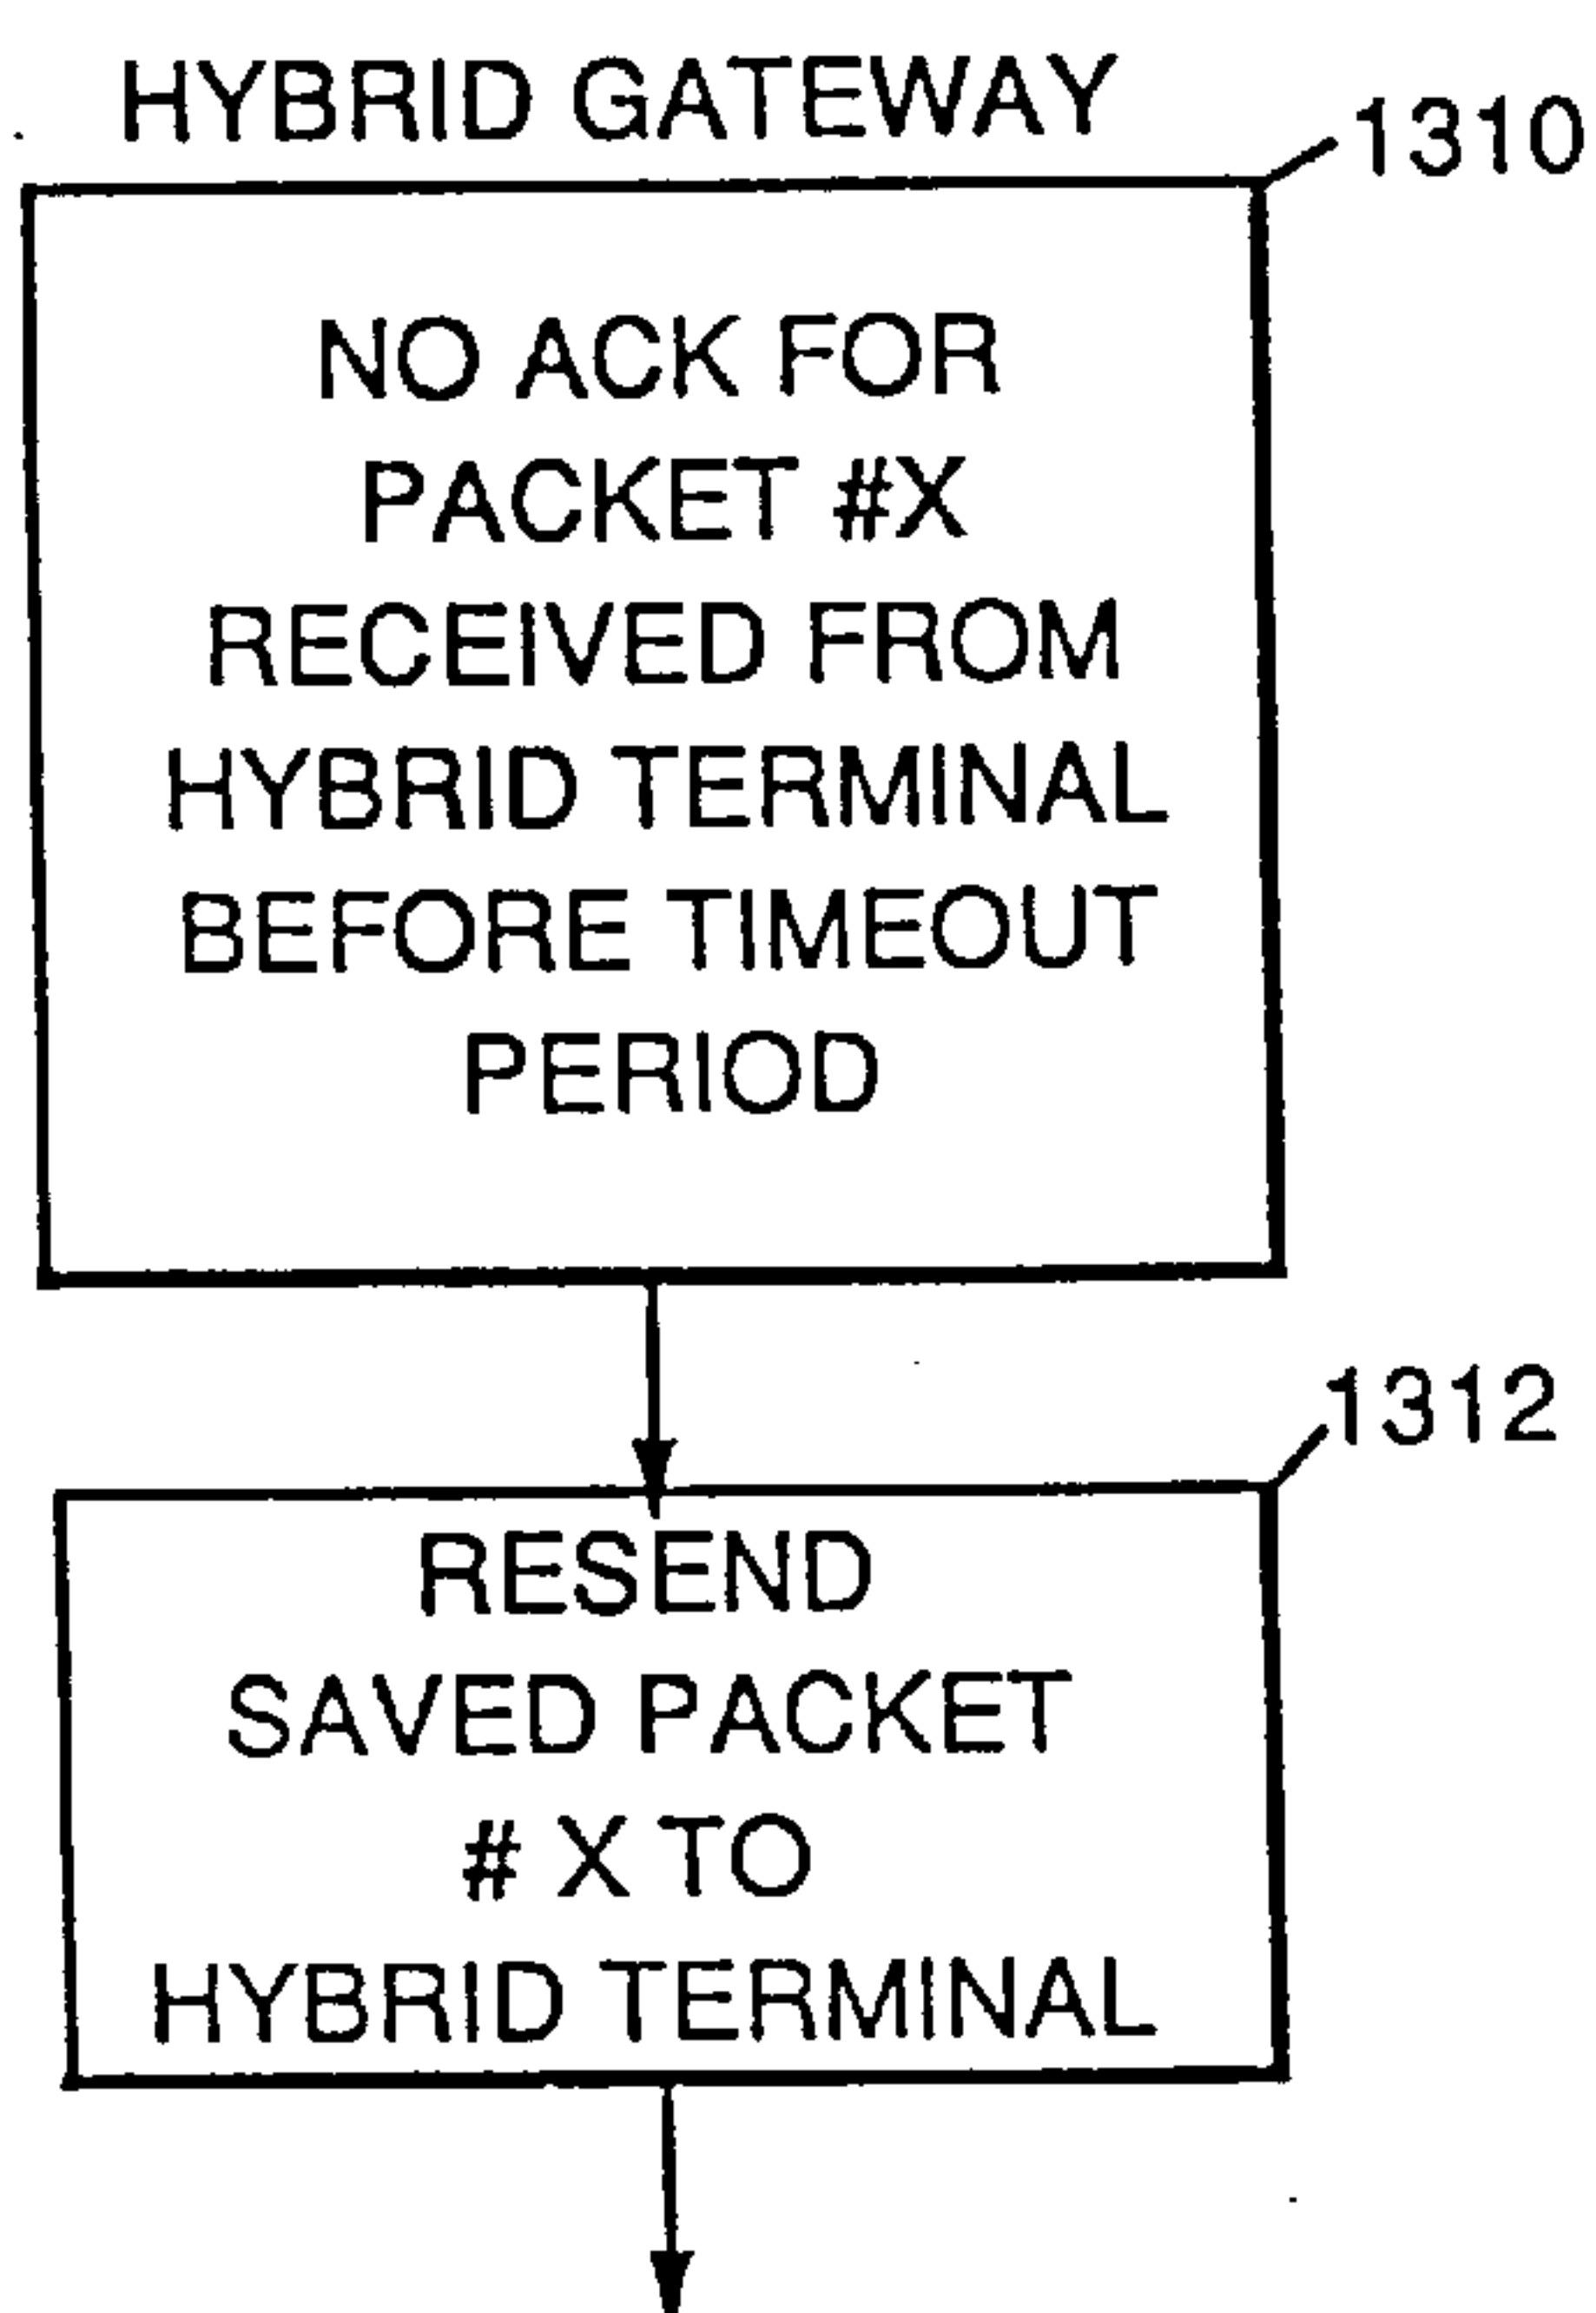 HYBRID GATEWAY
1310
NO ACK FOR
PACKET #X
RECEIVED FROM
HYBRID TERMINAL
BEFORE TIMEOUT
PERIOD
1312
RESEND
SAVED PACKET
# X TO
HYBRID TERMINAL